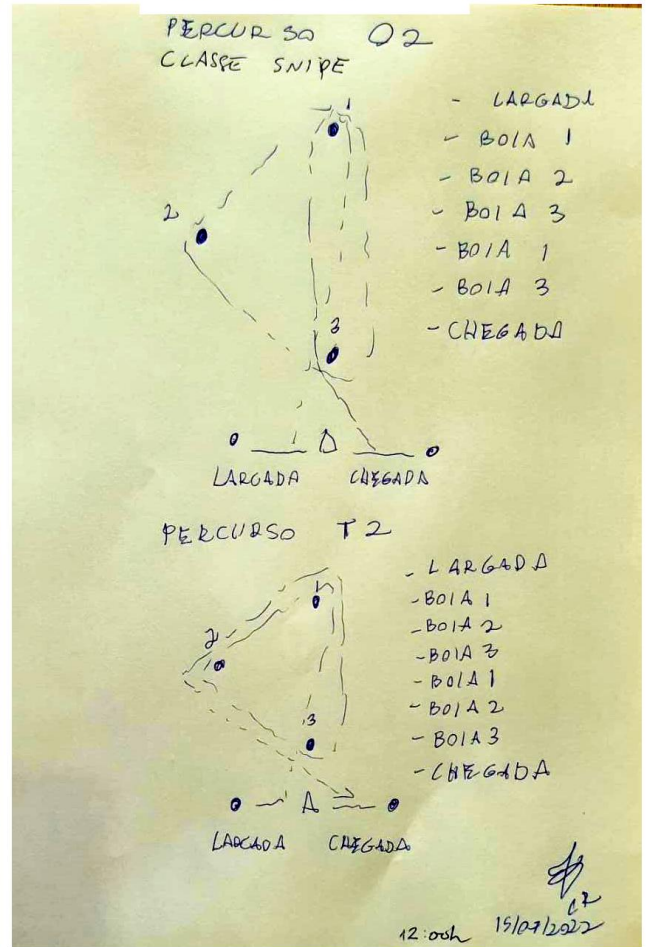 PERCURSO O2
CLASSE SNIPE
1
2
3
- LARGADA
- BOIA 1
- BOIA 2
- BOIA 3
- BOIA 1
- BOIA 3
- CHEGADA
LARGADA CHEGADA
PERCURSO T2
1
2
3
- LARGADA
- BOIA 1
- BOIA 2
- BOIA 3
- BOIA 1
- BOIA 2
- BOIA 3
- CHEGADA
LARGADA CHEGADA
CR
12:00h 15/07/2022